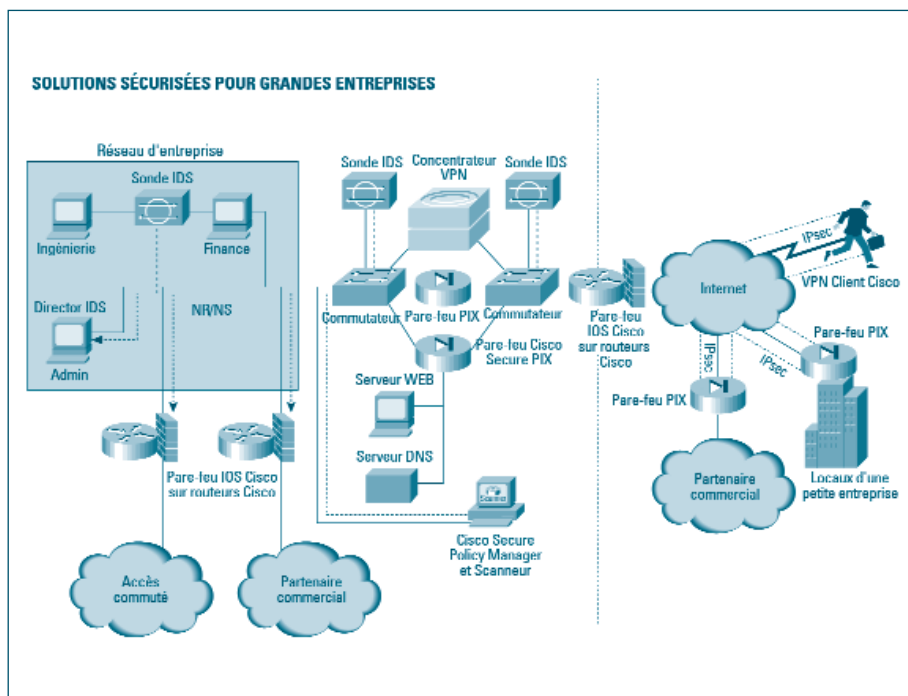 SOLUTIONS SÉCURISÉES POUR GRANDES ENTREPRISES
Réseau d'entreprise
Sonde IDS
Ingénierie
Finance
Director IDS
NR/NS
Admin
Pare-feu IOS Cisco
sur routeurs Cisco
Accès
commuté
Partenaire
commercial
Sonde IDS
Concentrateur
VPN
Sonde IDS
Commutateur
Pare-feu PIX
Commutateur
Pare-feu Cisco
Secure PIX
Serveur WEB
Serveur DNS
Scanner
Cisco Secure
Policy Manager
et Scanneur
Pare-feu
IOS Cisco
sur routeurs
Cisco
Internet
IPsec
VPN Client Cisco
Pare-feu PIX
IPsec
IPsec
Pare-feu PIX
Partenaire
commercial
Locaux d'une
petite entreprise